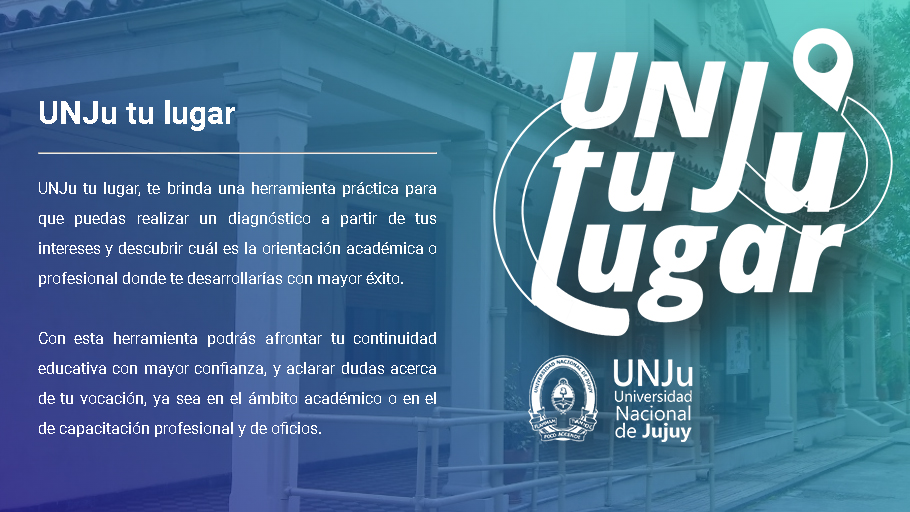 UNJu tu lugar
UNJu tu lugar, te brinda una herramienta práctica para
que puedas realizar un diagnóstico a partir de tus
intereses y descubrir cuál es la orientación académica o
profesional donde te desarrollarías con mayor éxito.
Con esta herramienta podrás afrontar tu continuidad
educativa con mayor confianza, y aclarar dudas acerca
de tu vocación, ya sea en el ámbito académico o en el
de capacitación profesional y de oficios.
UNJu
tu
Lugar
UNIVERSIDAD NACIONAL DE JUJUY
UNJu
Universidad
Nacional
de Jujuy